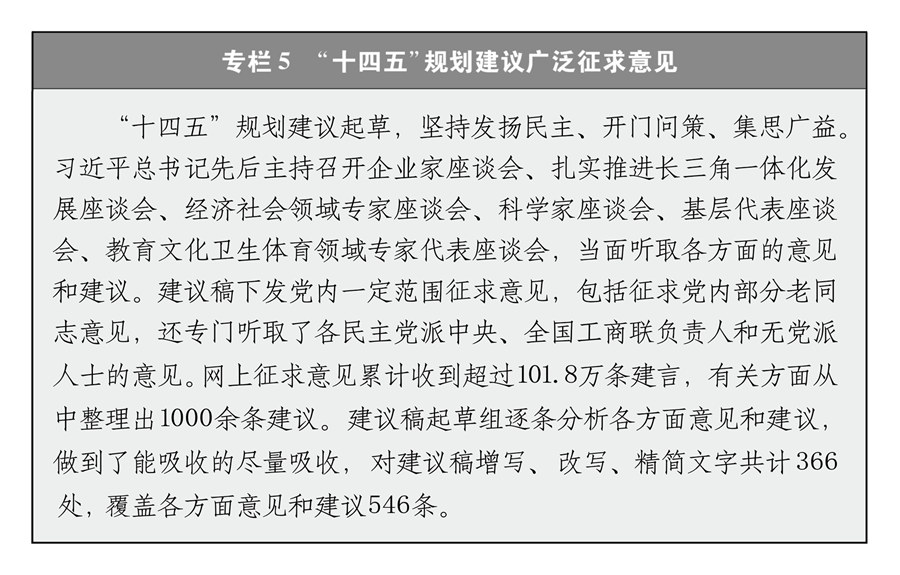 专栏5 “十四五”规划建议广泛征求意见
“十四五”规划建议起草，坚持发扬民主、开门问策、集思广益。
习近平总书记先后主持召开企业家座谈会、扎实推进长三角一体化发
展座谈会、经济社会领域专家座谈会、科学家座谈会、基层代表座谈
会、教育文化卫生体育领域专家代表座谈会，当面听取各方面的意见
和建议。建议稿下发党内一定范围征求意见，包括征求党内部分老同
志意见，还专门听取了各民主党派中央、全国工商联负责人和无党派
人士的意见。网上征求意见累计收到超过101.8万条建言，有关方面从
中整理出1000余条建议。建议稿起草组逐条分析各方面意见和建议，
做到了能吸收的尽量吸收，对建议稿增写、改写、精简文字共计366
处，覆盖各方面意见和建议546条。